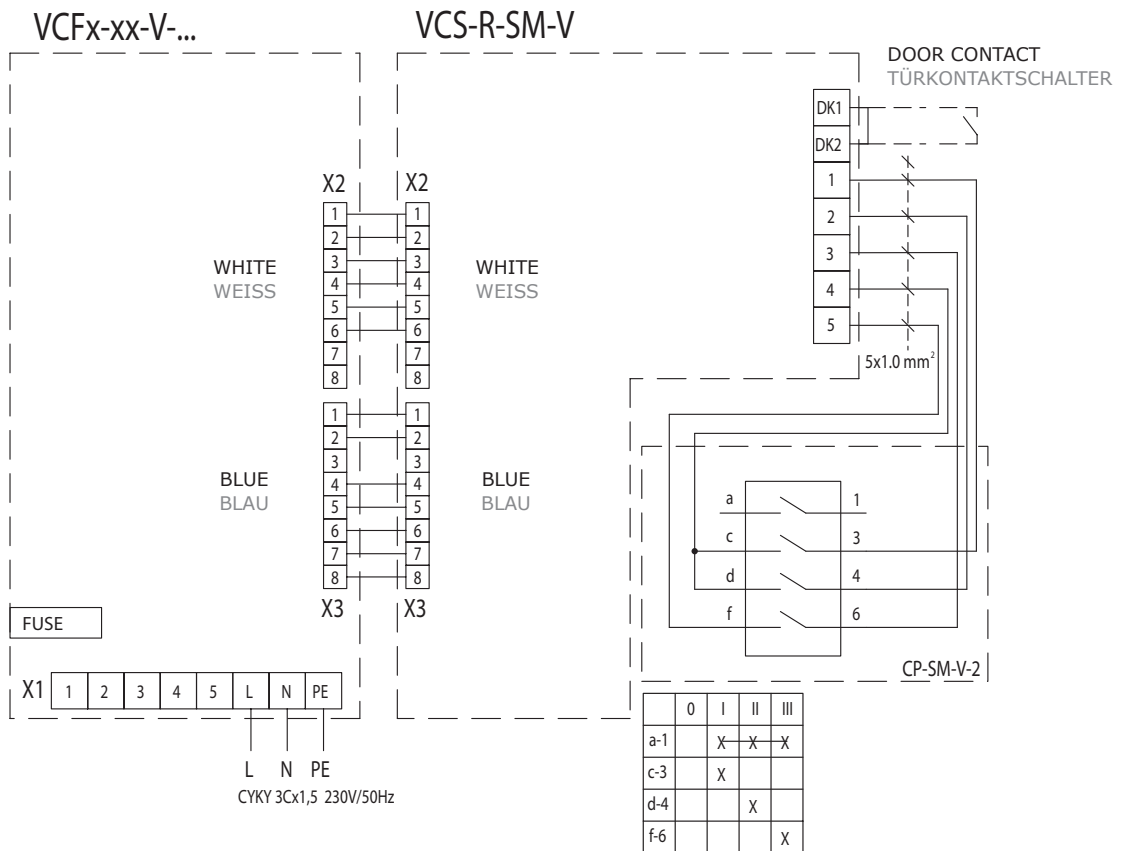 VCFx-xx-V-...
VCS-R-SM-V
DOOR CONTACT
TÜRKONTAKTSCHALTER
DK1
DK2
1
2
3
4
5
5x1.0 mm²
X2 X2
1 1
2 2
3 3
4 4
5 5
6 6
7 7
8 8
WHITE
WEISS
WHITE
WEISS
1 1
2 2
3 3
4 4
5 5
6 6
7 7
8 8
X3 X3
BLUE
BLAU
BLUE
BLAU
a 1
c 3
d 4
f 6
CP-SM-V-2
FUSE
X1 1 2 3 4 5 L N PE
L N PE
CYKY 3Cx1,5 230V/50Hz
0 I II III
a-1 X X X
c-3 X
d-4 X
f-6 X